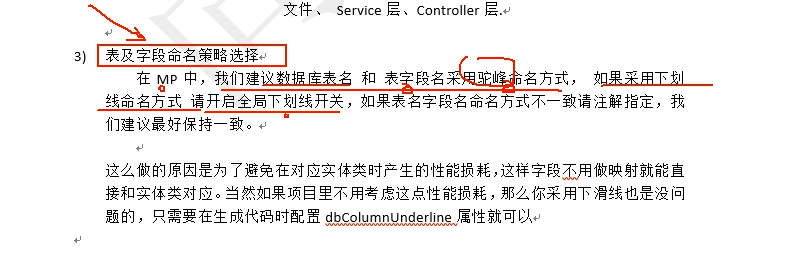 文件、 Service 层、Controller 层.
3) 表及字段命名策略选择
在 MP 中，我们建议数据库表名 和 表字段名采用驼峰命名方式， 如果采用下划
线命名方式 请开启全局下划线开关，如果表名字段名命名方式不一致请注解指定，我
们建议最好保持一致。
这么做的原因是为了避免在对应实体类时产生的性能损耗，这样字段不用做映射就能直
接和实体类对应。当然如果项目里不用考虑这点性能损耗，那么你采用下滑线也是没问
题的，只需要在生成代码时配置 dbColumnUnderline 属性就可以